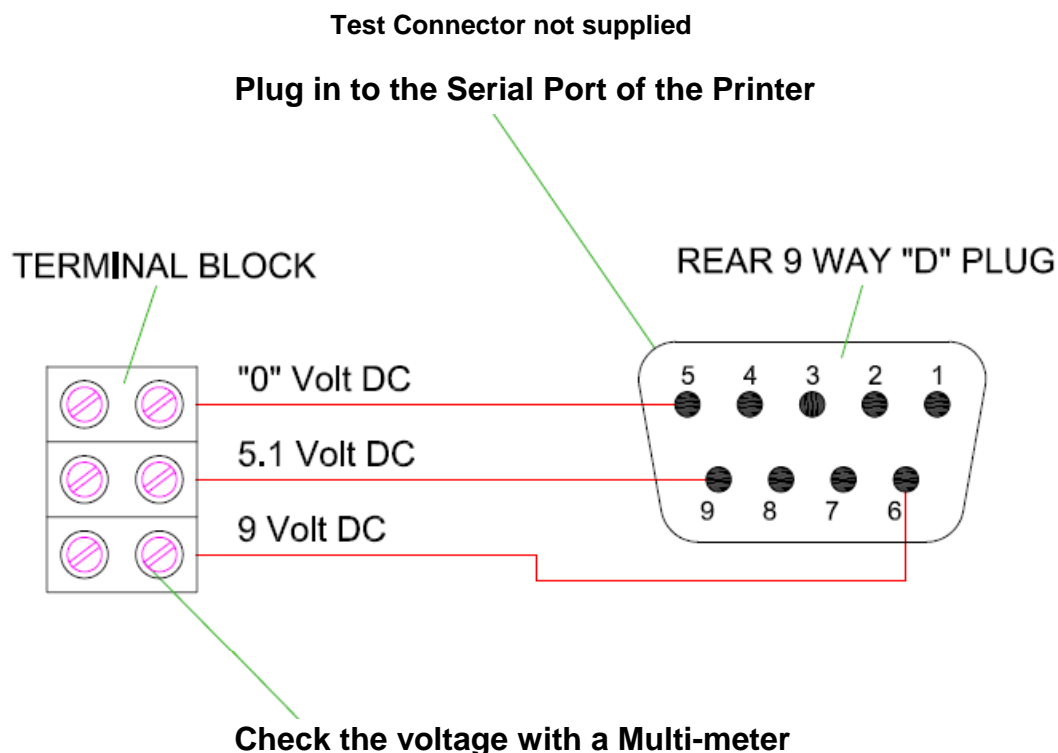 Test Connector not supplied
Plug in to the Serial Port of the Printer
TERMINAL BLOCK
REAR 9 WAY "D" PLUG
"0" Volt DC
5 4 3 2 1
5.1 Volt DC
9 Volt DC
9 8 7 6
Check the voltage with a Multi-meter